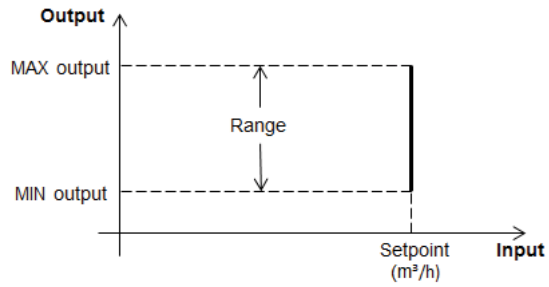 Output
MAX output
Range
MIN output
Setpoint
(m³/h)
Input